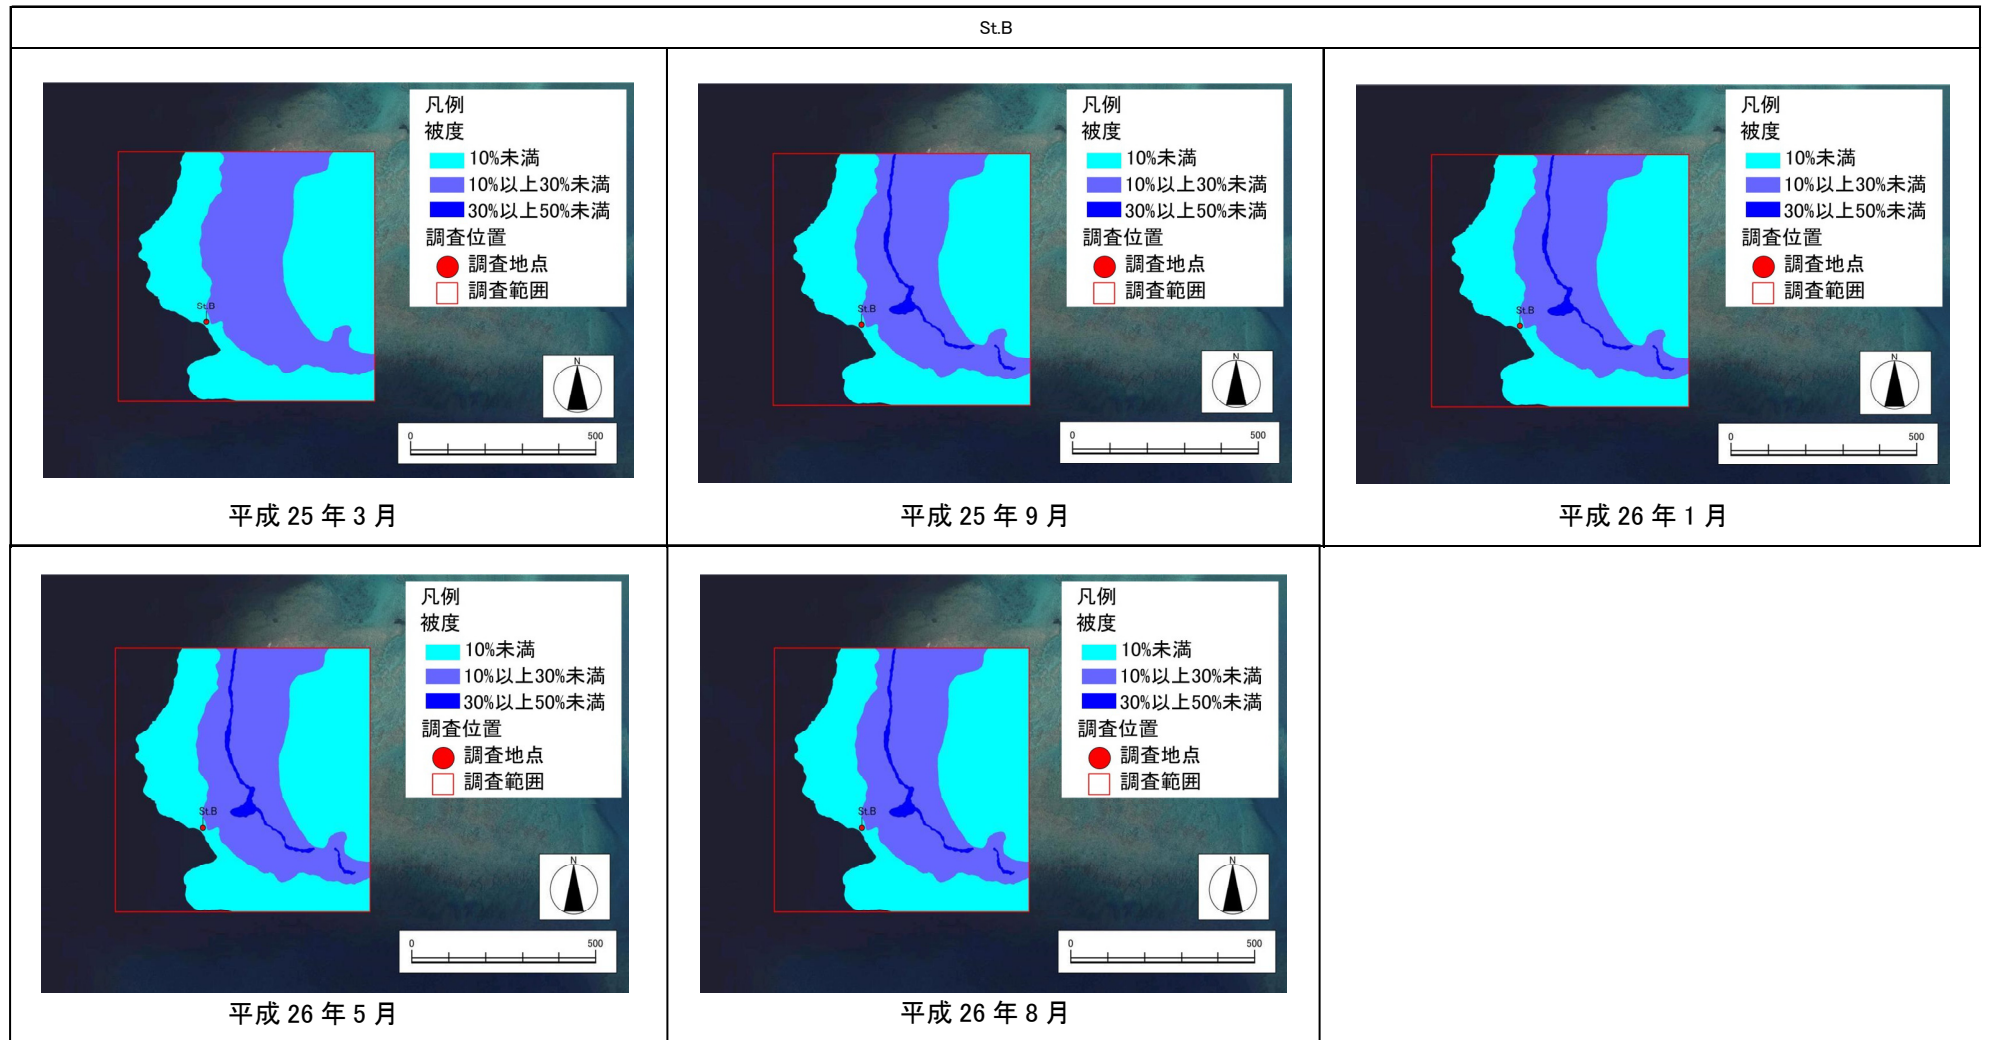 St.B
凡例
被度
10%未満
10%以上30%未満
30%以上50%未満
調査位置
調査地点
調査範囲
St.B
N
0 500
平成 25 年 3 月
凡例
被度
10%未満
10%以上30%未満
30%以上50%未満
調査位置
調査地点
調査範囲
St.B
N
0 500
平成 25 年 9 月
凡例
被度
10%未満
10%以上30%未満
30%以上50%未満
調査位置
調査地点
調査範囲
St.B
N
0 500
平成 26 年 1 月
凡例
被度
10%未満
10%以上30%未満
30%以上50%未満
調査位置
調査地点
調査範囲
St.B
N
0 500
平成 26 年 5 月
凡例
被度
10%未満
10%以上30%未満
30%以上50%未満
調査位置
調査地点
調査範囲
St.B
N
0 500
平成 26 年 8 月